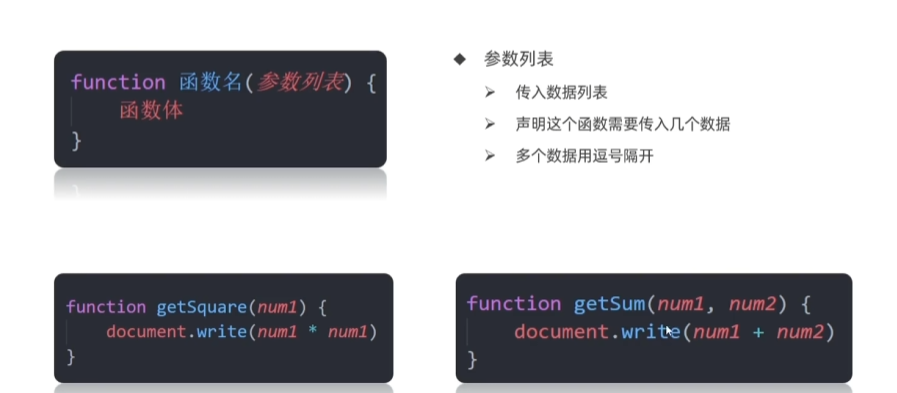 function 函数名(参数列表) {
函数体
}
◆ 参数列表
➢ 传入数据列表
➢ 声明这个函数需要传入几个数据
➢ 多个数据用逗号隔开
function getSquare(num1) {
document.write(num1 * num1)
}
function getSum(num1, num2) {
document.write(num1 + num2)
}